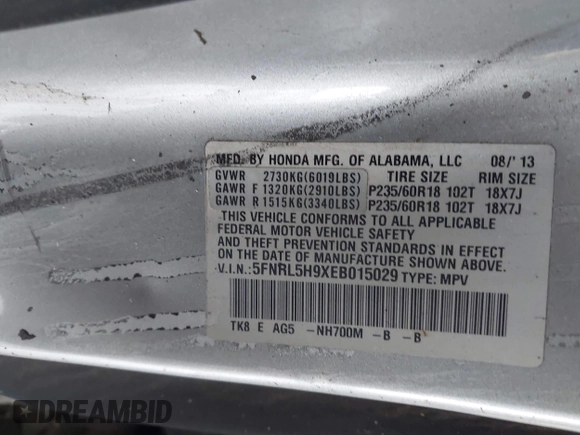 MFD. BY HONDA MFG. OF ALABAMA, LLC 08/'13
GVWR 2730KG(6019LBS) TIRE SIZE RIM SIZE
GAWR F 1320KG(2910LBS) P235/60R18 102T 18X7J
GAWR R 1515KG(3340LBS) P235/60R18 102T 18X7J
THIS VEHICLE CONFORMS TO ALL APPLICABLE
FEDERAL MOTOR VEHICLE SAFETY
AND THEFT PREVENTION STANDARDS IN EFFECT
ON THE DATE OF MANUFACTURE SHOWN ABOVE.
V.I.N.:5FNRL5H9XEB015029 TYPE: MPV
TK8 E AG5 -NH700M -B -B
DREAMBID